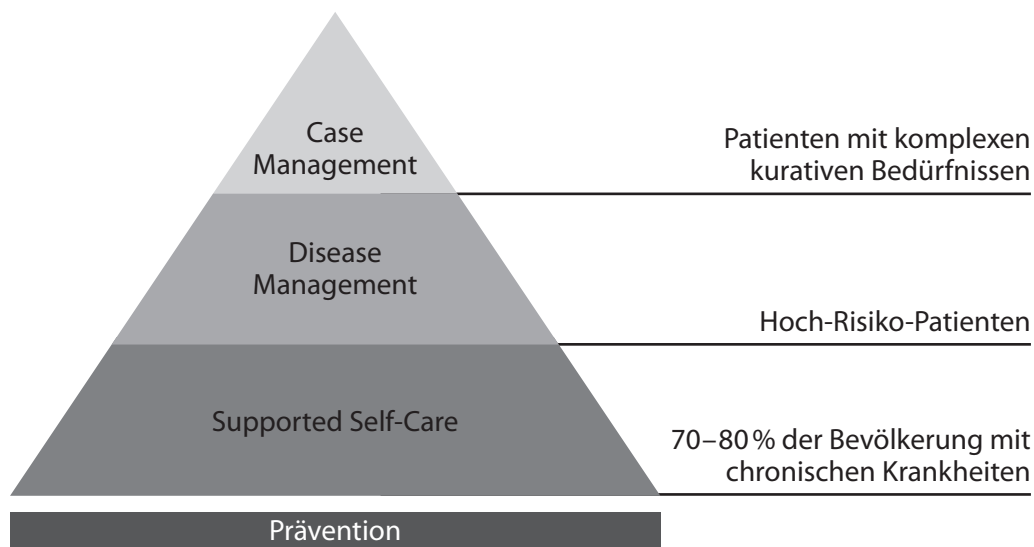 Case
Management
Patienten mit komplexen
kurativen Bedürfnissen
Disease
Management
Hoch-Risiko-Patienten
Supported Self-Care
70–80 % der Bevölkerung mit
chronischen Krankheiten
Prävention